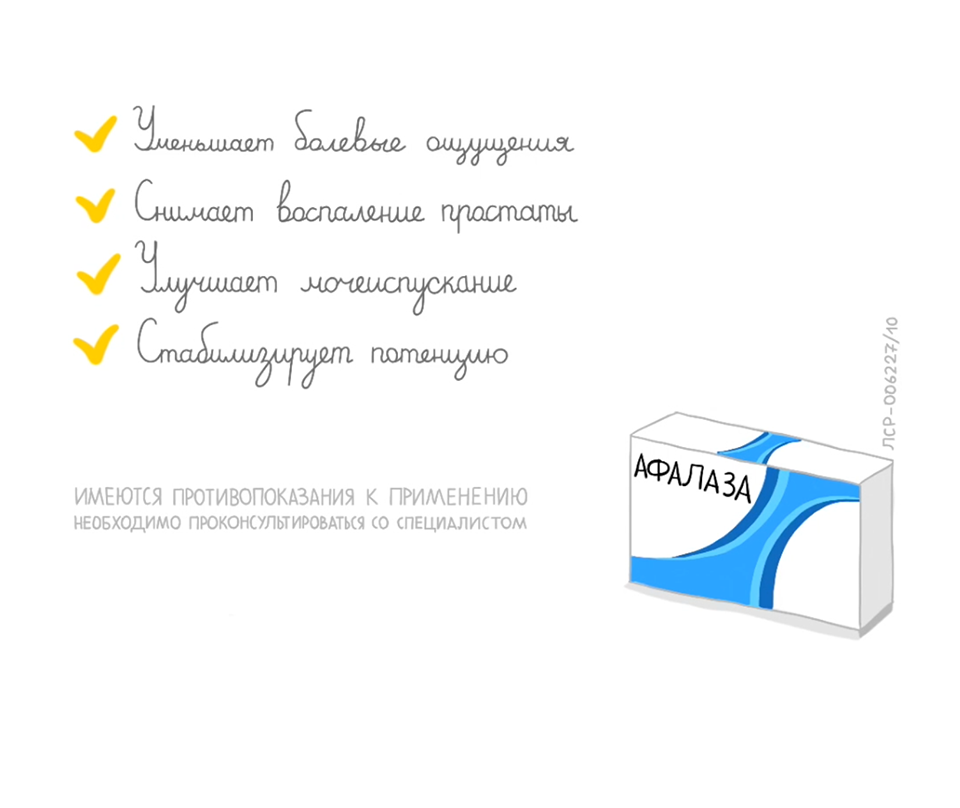 Уменьшает болевые ощущения
Снимает воспаление простаты
Улучшает мочеиспускание
Стабилизирует потенцию
ЛСР-006227/10
АФАЛАЗА
ИМЕЮТСЯ ПРОТИВОПОКАЗАНИЯ К ПРИМЕНЕНИЮ
НЕОБХОДИМО ПРОКОНСУЛЬТИРОВАТЬСЯ СО СПЕЦИАЛИСТОМ